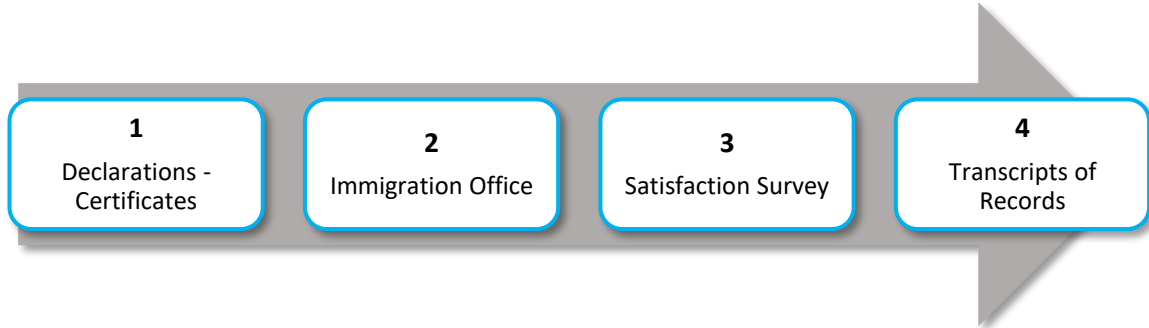 1
Declarations -
Certificates
2
Immigration Office
3
Satisfaction Survey
4
Transcripts of
Records